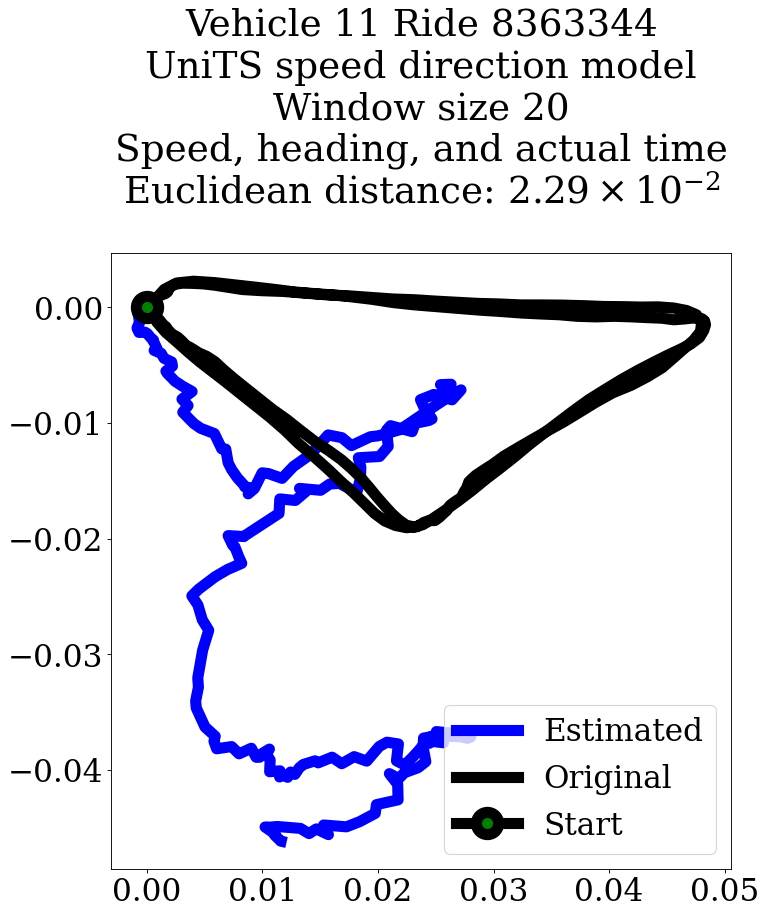 Vehicle 11 Ride 8363344
UniTS speed direction model
Window size 20
Speed, heading, and actual time
Euclidean distance: 2.29 × 10⁻²
0.00
−0.01
−0.02
−0.03
−0.04
Estimated
Original
Start
0.00 0.01 0.02 0.03 0.04 0.05